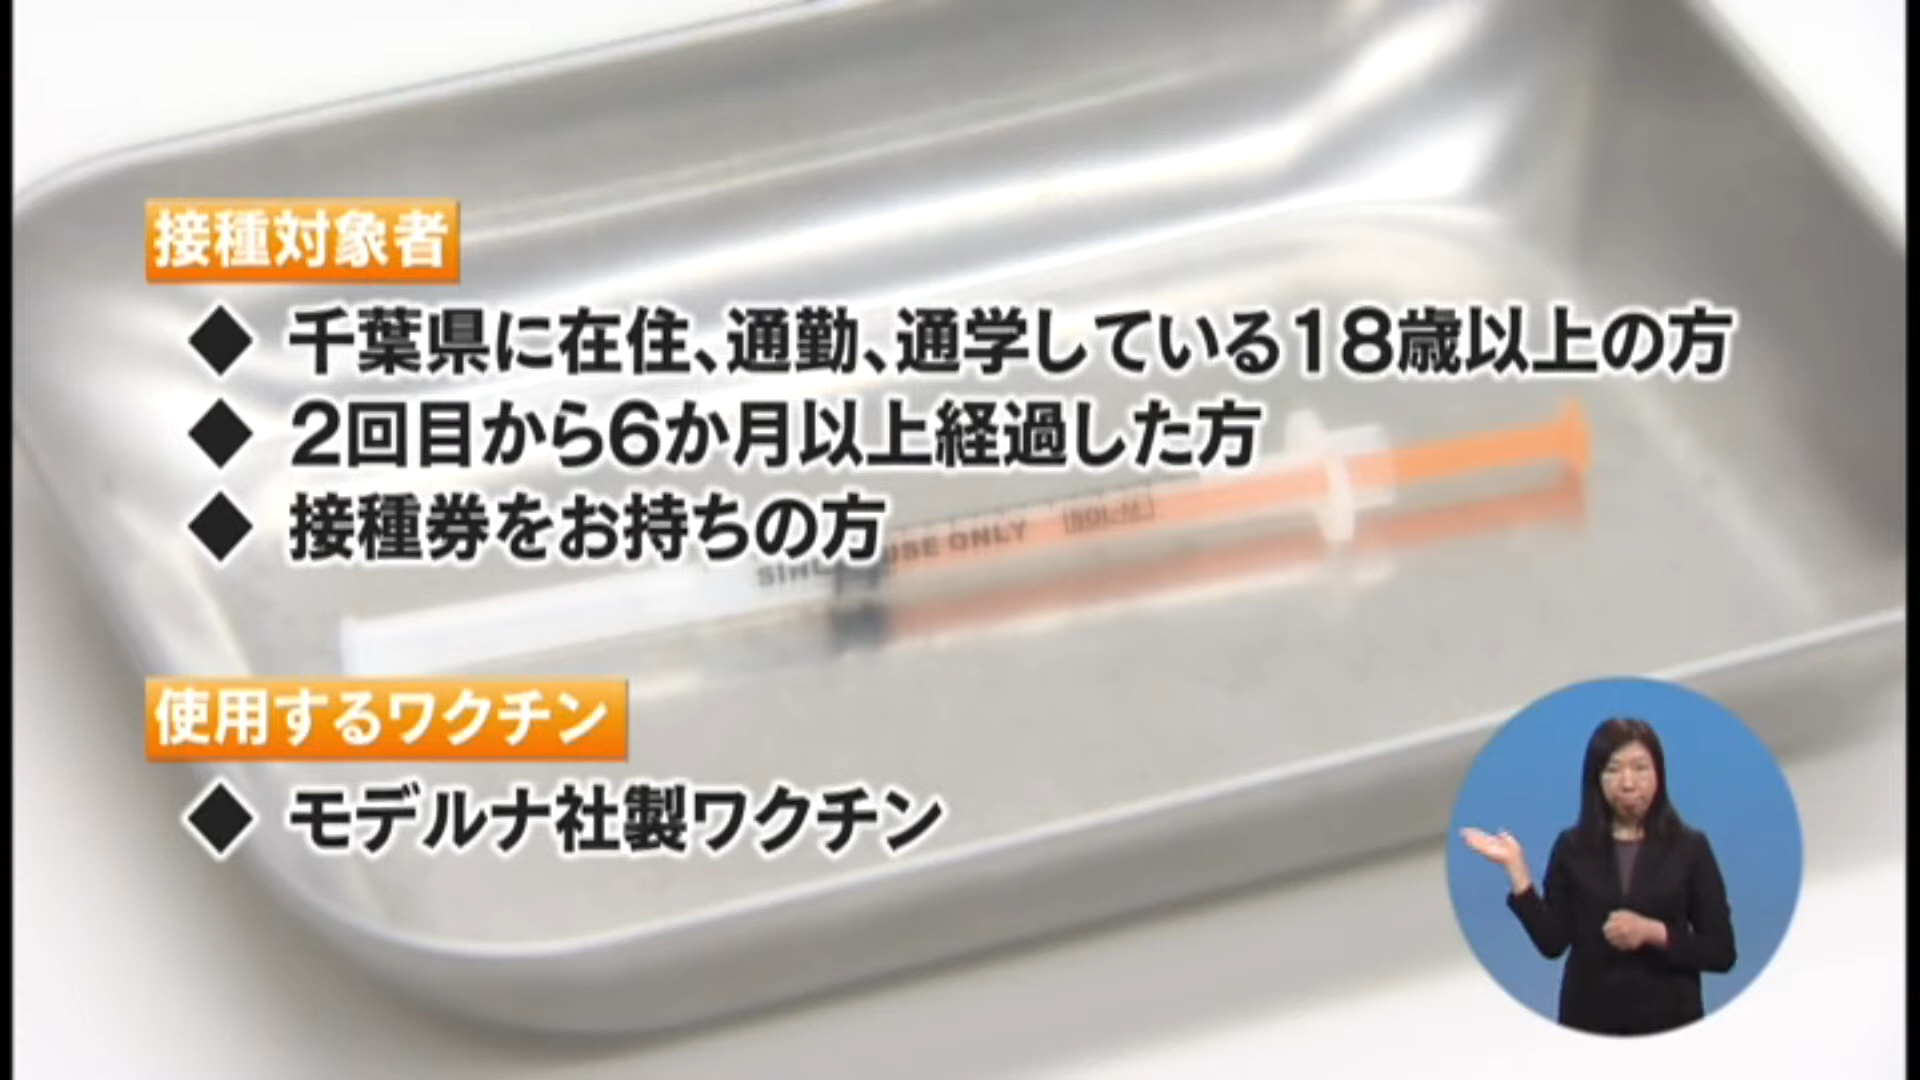 接種対象者
◆ 千葉県に在住、通勤、通学している18歳以上の方
◆ 2回目から6か月以上経過した方
◆ 接種券をお持ちの方
USE ONLY
使用するワクチン
◆ モデルナ社製ワクチン